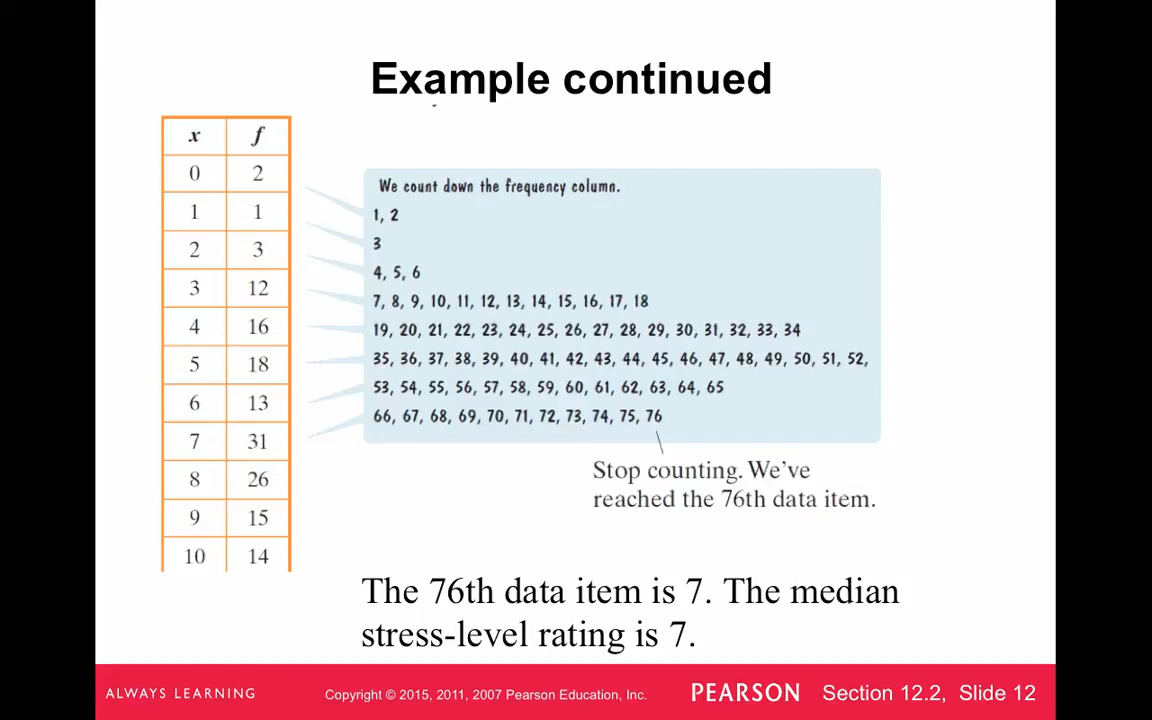 Example continued
x f
0 2
1 1
2 3
3 12
4 16
5 18
6 13
7 31
8 26
9 15
10 14
We count down the frequency column.
1, 2
3
4, 5, 6
7, 8, 9, 10, 11, 12, 13, 14, 15, 16, 17, 18
19, 20, 21, 22, 23, 24, 25, 26, 27, 28, 29, 30, 31, 32, 33, 34
35, 36, 37, 38, 39, 40, 41, 42, 43, 44, 45, 46, 47, 48, 49, 50, 51, 52,
53, 54, 55, 56, 57, 58, 59, 60, 61, 62, 63, 64, 65
66, 67, 68, 69, 70, 71, 72, 73, 74, 75, 76
Stop counting. We've
reached the 76th data item.
The 76th data item is 7. The median
stress-level rating is 7.
ALWAYS LEARNING Copyright © 2015, 2011, 2007 Pearson Education, Inc. PEARSON Section 12.2, Slide 12